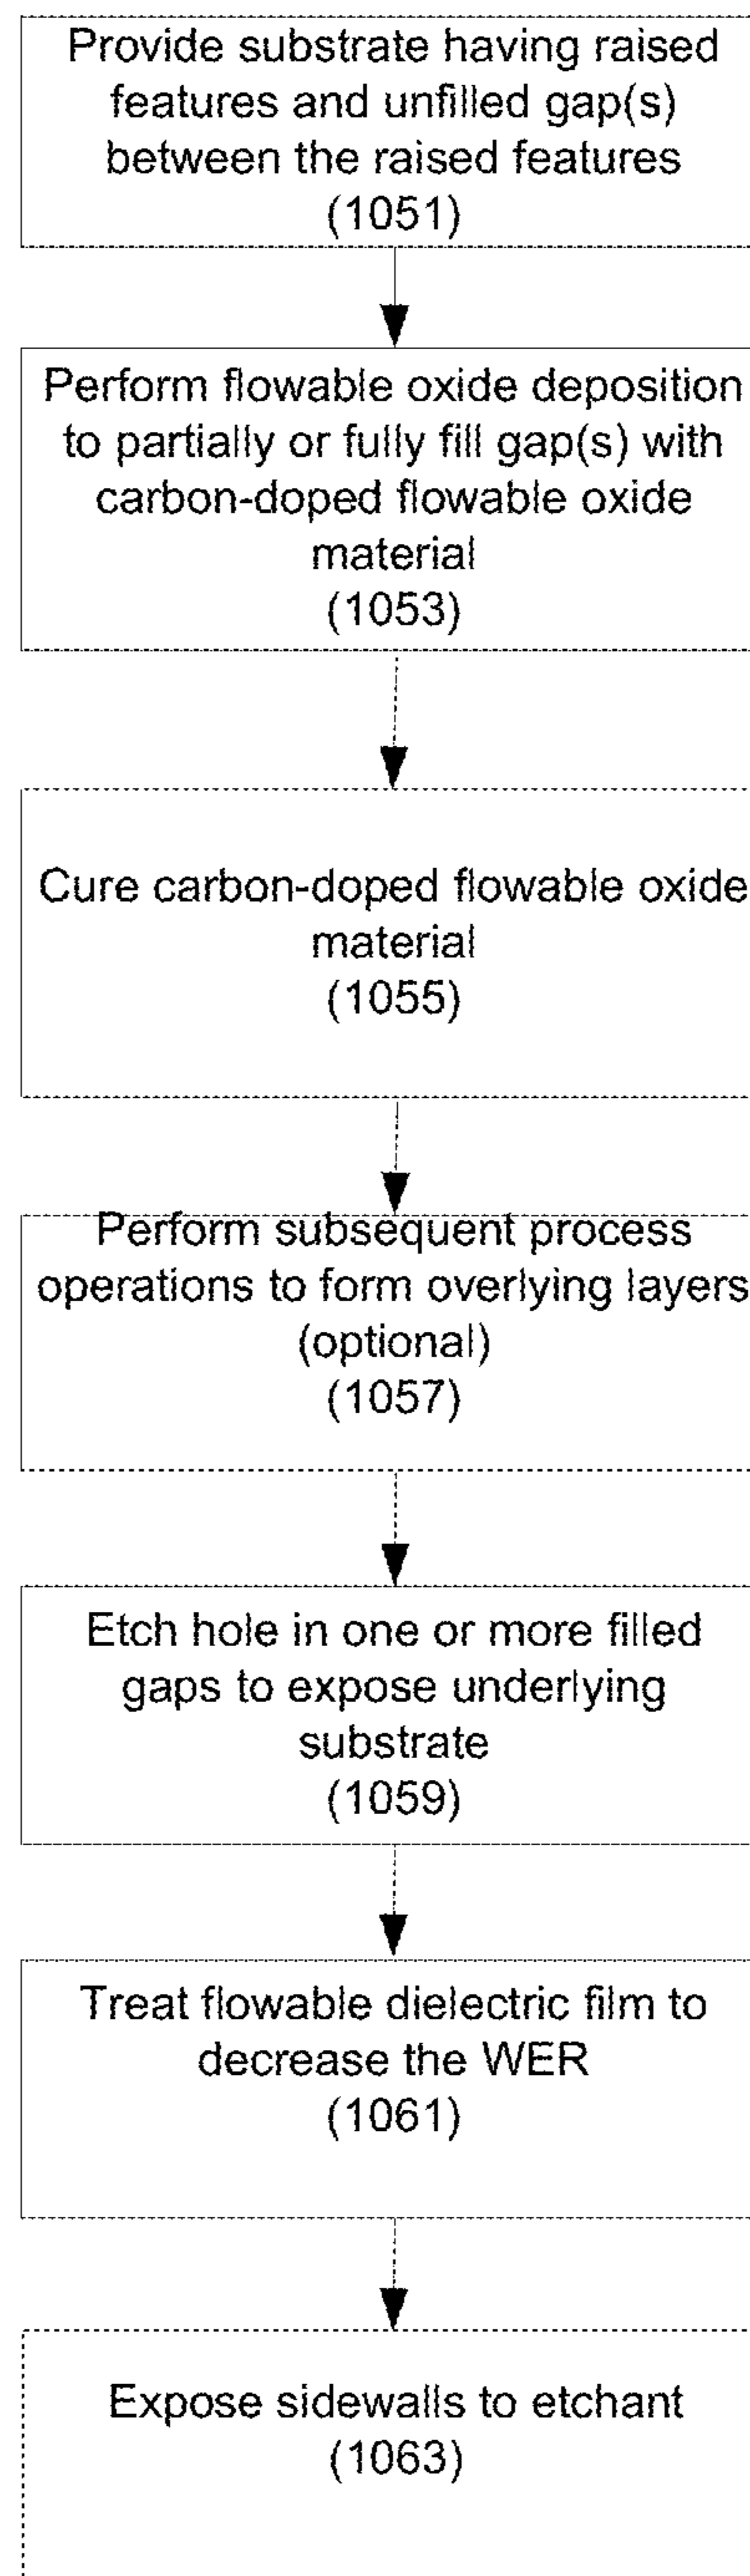 Provide substrate having raised
features and unfilled gap(s)
between the raised features
(1051)
Perform flowable oxide deposition
to partially or fully fill gap(s) with
carbon-doped flowable oxide
material
(1053)
Cure carbon-doped flowable oxide
material
(1055)
Perform subsequent process
operations to form overlying layers
(optional)
(1057)
Etch hole in one or more filled
gaps to expose underlying
substrate
(1059)
Treat flowable dielectric film to
decrease the WER
(1061)
Expose sidewalls to etchant
(1063)